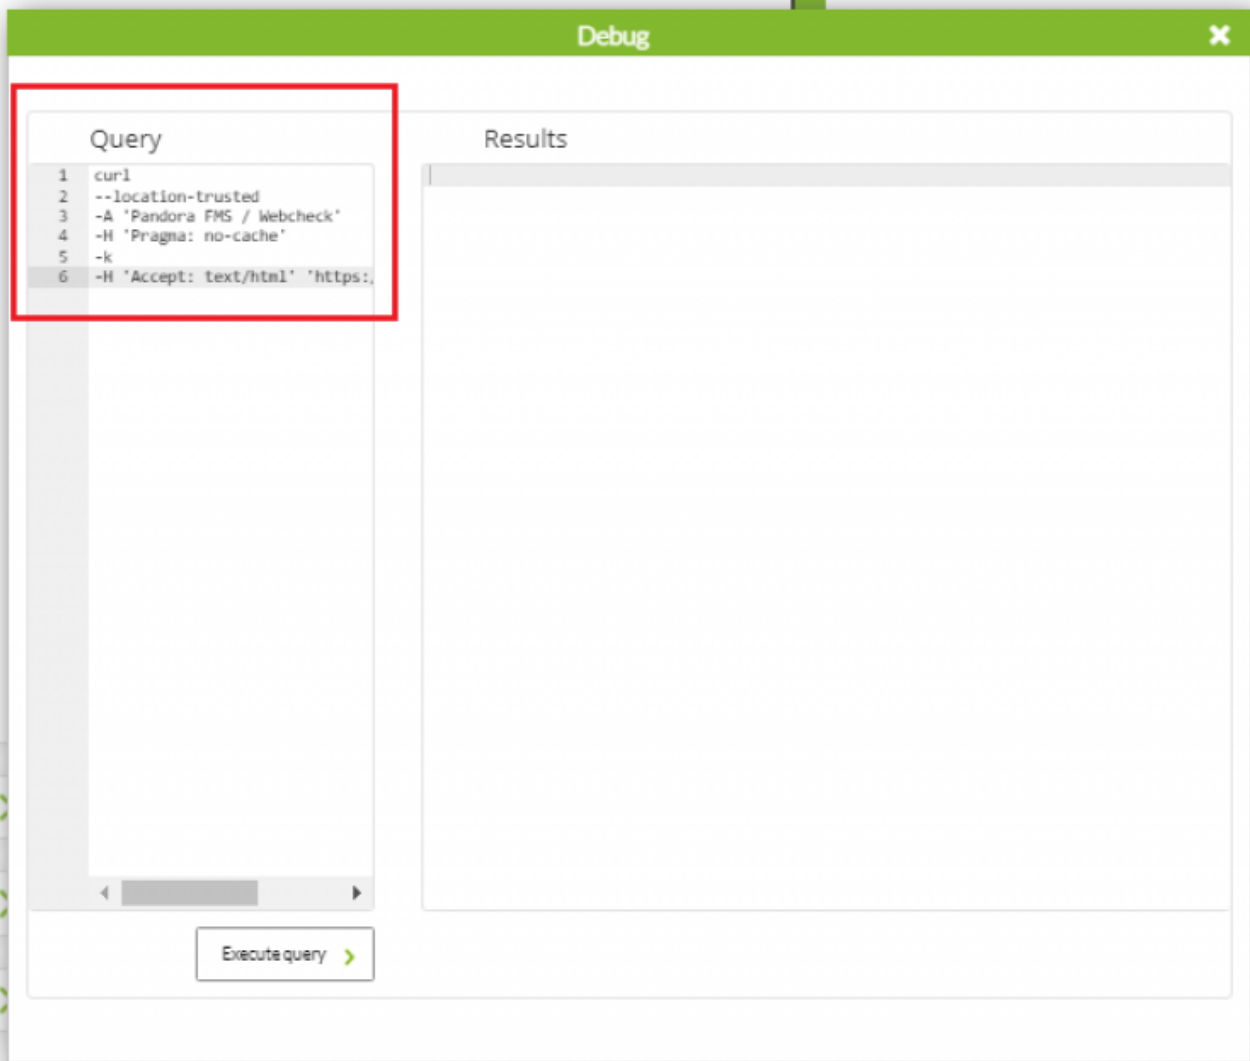 Debug
Query
Results
1 curl
2 --location-trusted
3 -A 'Pandora FMS / Webcheck'
4 -H 'Pragma: no-cache'
5 -k
6 -H 'Accept: text/html' 'https:/
Execute query